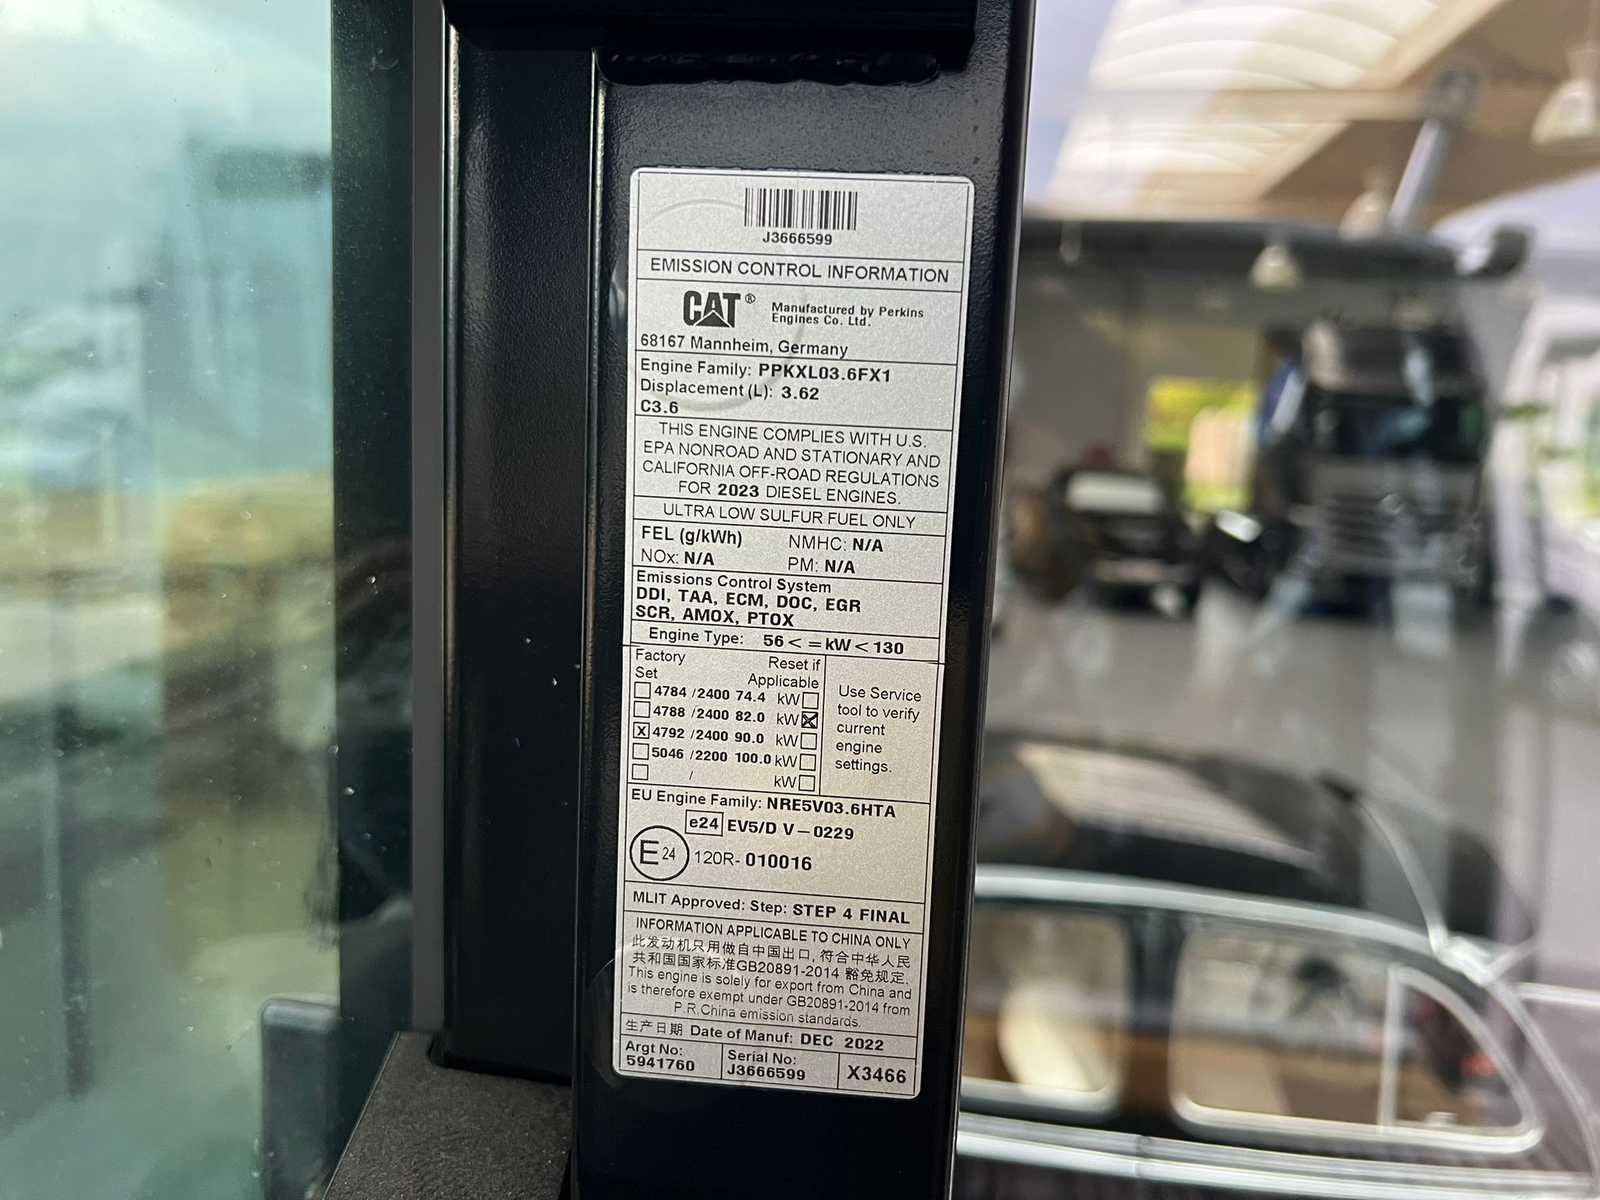 J3666599
EMISSION CONTROL INFORMATION
CAT®
Manufactured by Perkins
Engines Co. Ltd.
68167 Mannheim, Germany
Engine Family: PPKXL03.6FX1
Displacement (L): 3.62
C3.6
THIS ENGINE COMPLIES WITH U.S.
EPA NONROAD AND STATIONARY AND
CALIFORNIA OFF-ROAD REGULATIONS
FOR 2023 DIESEL ENGINES.
ULTRA LOW SULFUR FUEL ONLY
FEL (g/kWh) NMHC: N/A
NOx: N/A PM: N/A
Emissions Control System
DDI, TAA, ECM, DOC, EGR
SCR, AMOX, PTOX
Engine Type: 56 < = kW < 130
Factory Set
Reset if Applicable
4784 /2400 74.4 kW
4788 /2400 82.0 kW X
X 4792 /2400 90.0 kW
5046 /2200 100.0 kW
/ kW
Use Service
tool to verify
current
engine
settings.
EU Engine Family: NRE5V03.6HTA
e24 EV5/D V-0229
E24 120R- 010016
MLIT Approved: Step: STEP 4 FINAL
INFORMATION APPLICABLE TO CHINA ONLY
此发动机只用做自中国出口, 符合中华人民
共和国国家标准GB20891-2014 豁免规定.
This engine is solely for export from China and
is therefore exempt under GB20891-2014 from
P.R.China emission standards.
生产日期 Date of Manuf: DEC 2022
Argt No:
5941760
Serial No:
J3666599
X3466